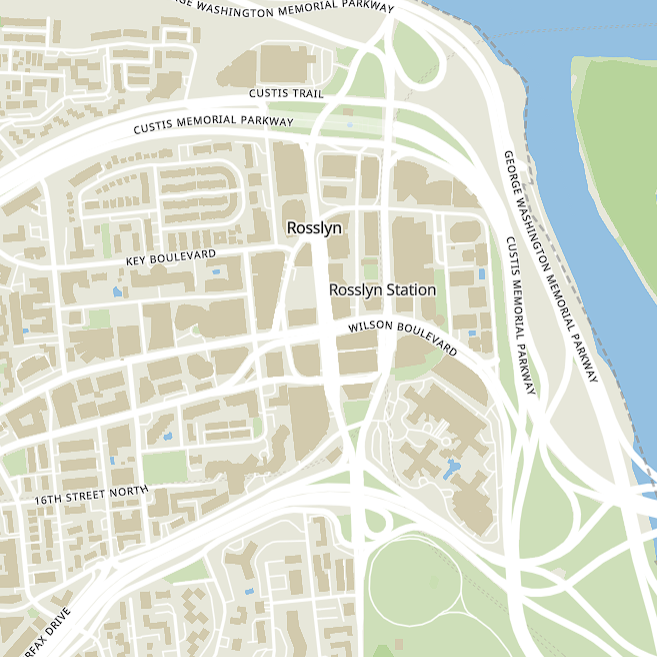 GE WASHINGTON MEMORIAL PARKWAY
CUSTIS TRAIL
CUSTIS MEMORIAL PARKWAY
GEORGE WASHINGTON MEMORIAL PARKWAY
Rosslyn
CUSTIS MEMORIAL PARKWAY
KEY BOULEVARD
Rosslyn Station
WILSON BOULEVARD
16TH STREET NORTH
RFAX DRIVE